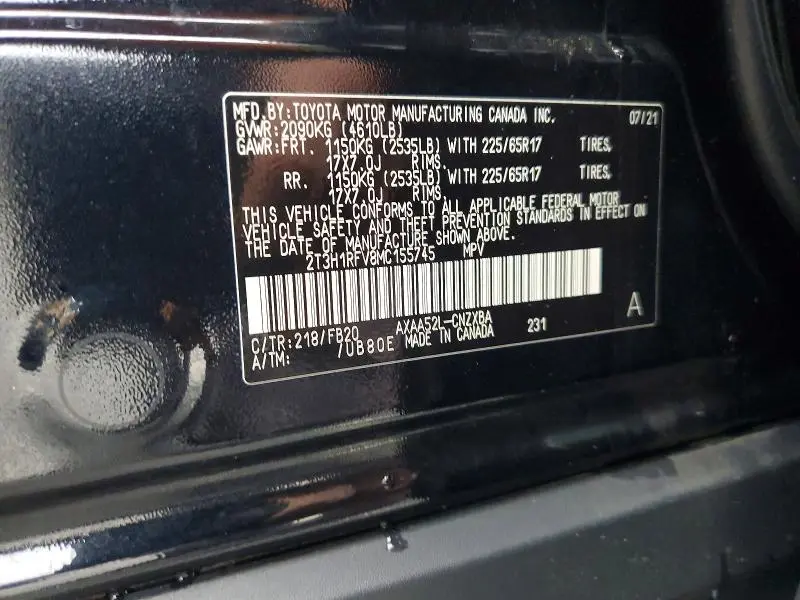 MFD.BY:TOYOTA MOTOR MANUFACTURING CANADA INC. 07/21
GVWR:2090KG (4610LB)
GAWR:FRT. 1150KG (2535LB) WITH 225/65R17 TIRES,
17X7.0J RIMS.
RR. 1150KG (2535LB) WITH 225/65R17 TIRES,
17X7.0J RIMS.
THIS VEHICLE CONFORMS TO ALL APPLICABLE FEDERAL MOTOR
VEHICLE SAFETY AND THEFT PREVENTION STANDARDS IN EFFECT ON
THE DATE OF MANUFACTURE SHOWN ABOVE.
2T3H1RFV8MC155745 MPV
C/TR:218/FB20 AXAA52L-CNZXBA 231 A
A/TM: /UB80E MADE IN CANADA